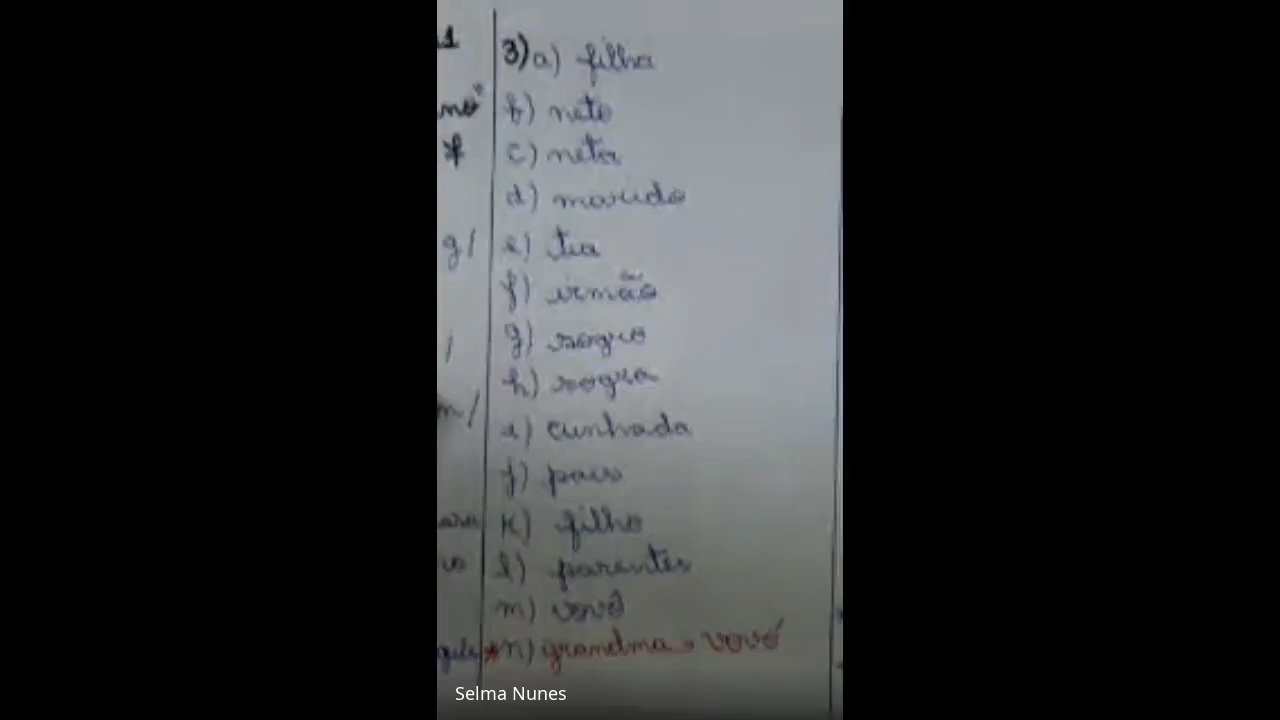 3) a) filha
b) neto
c) neta
d) marido
e) tia
f) irmão
g) sogro
h) sogra
i) cunhada
j) pais
k) filho
l) parentes
m) vovô
*n) grandma = vovó
Selma Nunes